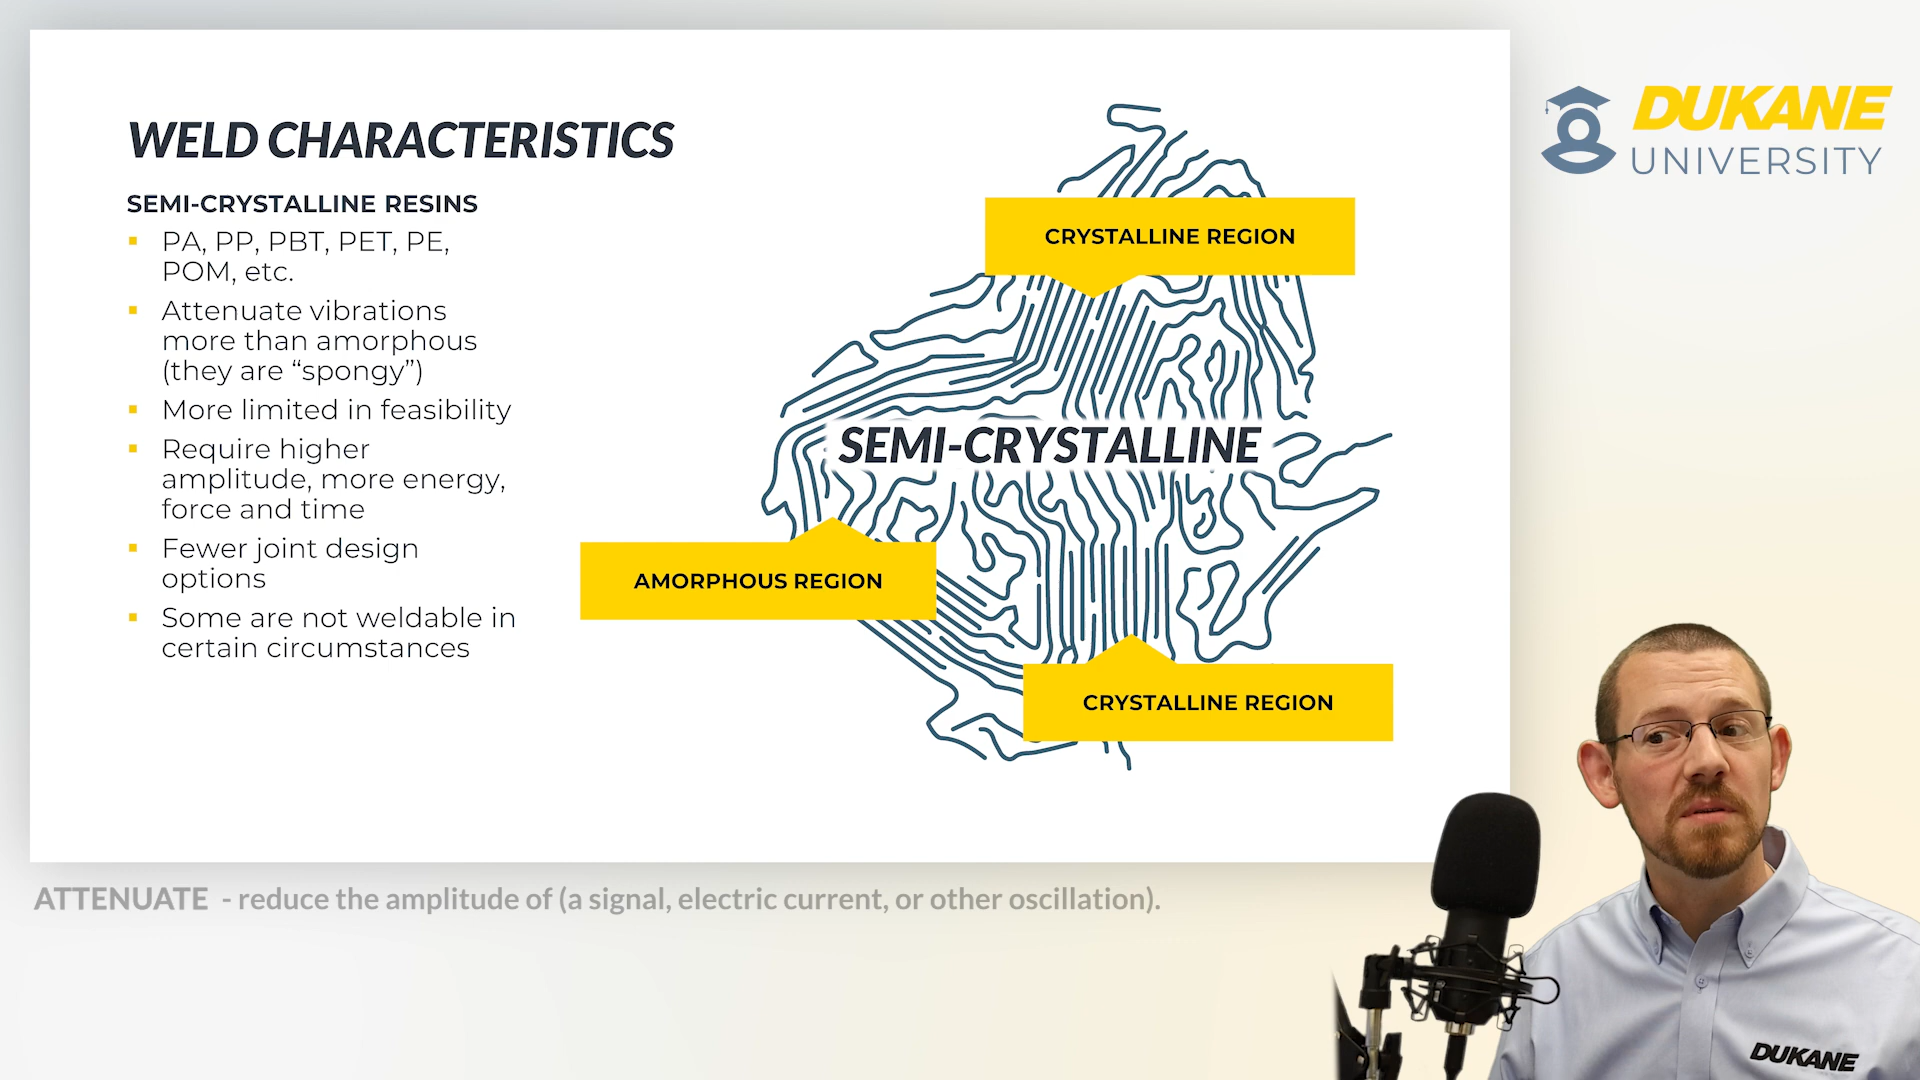 WELD CHARACTERISTICS
SEMI-CRYSTALLINE RESINS
PA, PP, PBT, PET, PE,
POM, etc.
Attenuate vibrations
more than amorphous
(they are “spongy”)
More limited in feasibility
Require higher
amplitude, more energy,
force and time
Fewer joint design
options
Some are not weldable in
certain circumstances
CRYSTALLINE REGION
SEMI-CRYSTALLINE
AMORPHOUS REGION
CRYSTALLINE REGION
DUKANE
UNIVERSITY
ATTENUATE - reduce the amplitude of (a signal, electric current, or other oscillation).
DUKANE